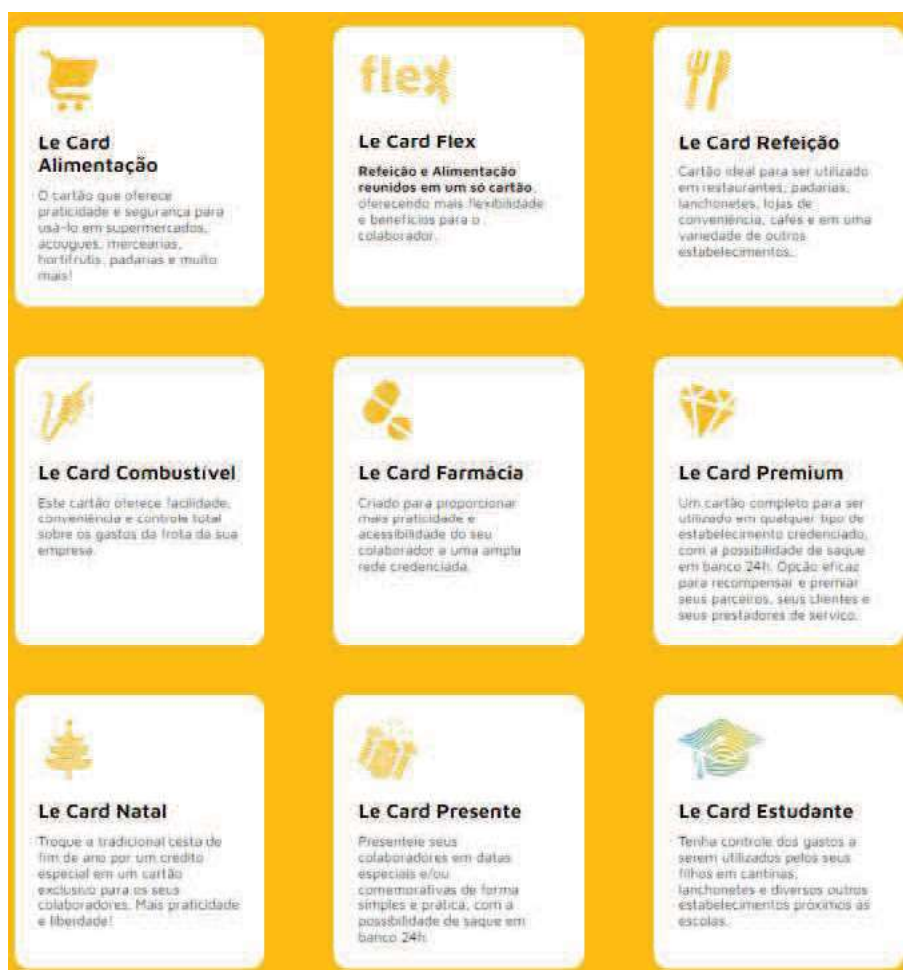 Le Card
Alimentação
O cartão que oferece
praticidade e segurança para
usá-lo em supermercados,
açougues, mercearias,
hortifrutis, padarias e muito
mais!
flex
Le Card Flex
Refeição e Alimentação
reunidos em um só cartão,
oferecendo mais flexibilidade
e benefícios para o
colaborador.
Le Card Refeição
Cartão ideal para ser utilizado
em restaurantes, padarias,
lanchonetes, lojas de
conveniência, cafés e em uma
variedade de outros
estabelecimentos.
Le Card Combustível
Este cartão oferece facilidade,
conveniência e controle total
sobre os gastos da frota da sua
empresa.
Le Card Farmácia
Criado para proporcionar
mais praticidade e
acessibilidade do seu
colaborador a uma ampla
rede credenciada.
Le Card Premium
Um cartão completo para ser
utilizado em qualquer tipo de
estabelecimento credenciado,
com a possibilidade de saque
em banco 24h. Opção eficaz
para recompensar e premiar
seus parceiros, seus clientes e
seus prestadores de serviço.
Le Card Natal
Troque a tradicional cesta de
fim de ano por um crédito
especial em um cartão
exclusivo para os seus
colaboradores. Mais praticidade
e liberdade!
Le Card Presente
Presenteie seus
colaboradores em datas
especiais e/ou
comemorativas de forma
simples e prática, com a
possibilidade de saque em
banco 24h.
Le Card Estudante
Tenha controle dos gastos a
serem utilizados pelos seus
filhos em cantinas,
lanchonetes e diversos outros
estabelecimentos próximos às
escolas.